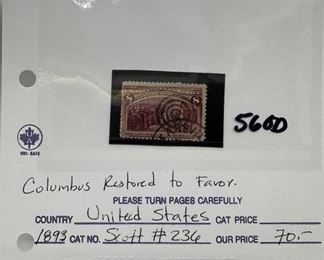 560D
UNI-SAFE
Columbus Restored to Favor.
PLEASE TURN PAGES CAREFULLY
COUNTRY United States CAT PRICE
1893 CAT NO. Scott #236 OUR PRICE 70.-